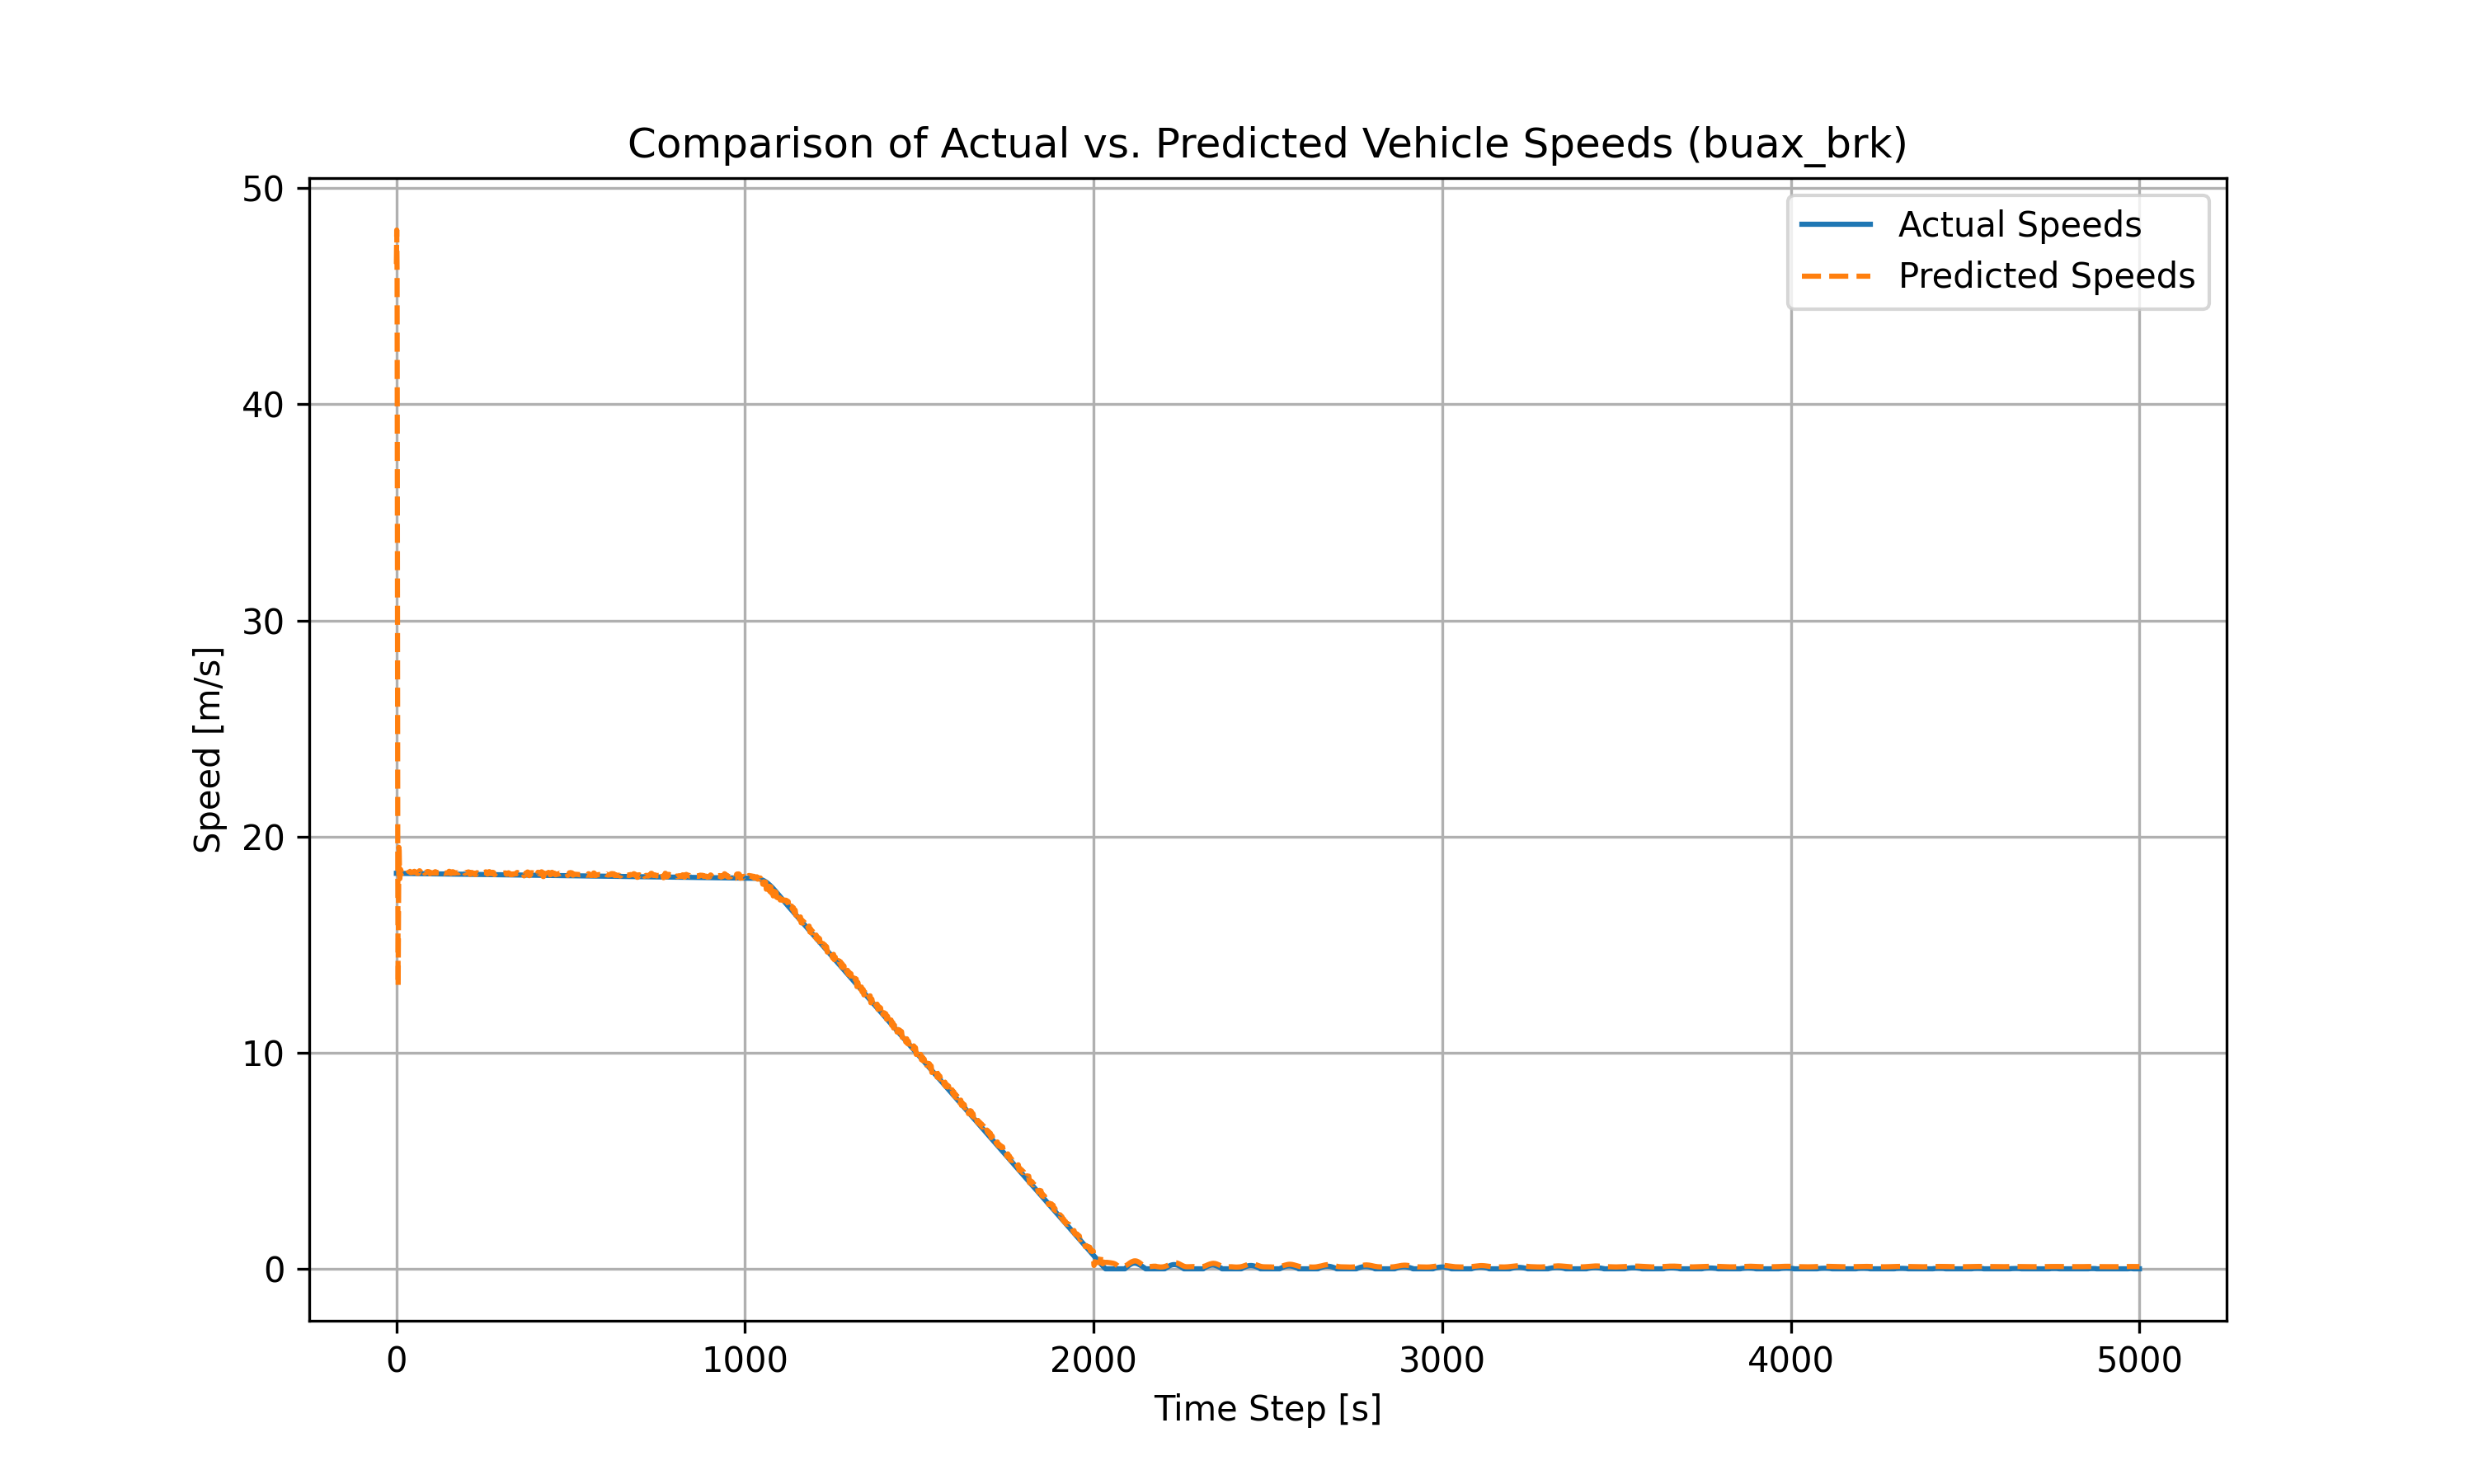 Comparison of Actual vs. Predicted Vehicle Speeds (buax_brk)
50
40
30
20
10
0
Speed [m/s]
Actual Speeds
Predicted Speeds
0 1000 2000 3000 4000 5000
Time Step [s]